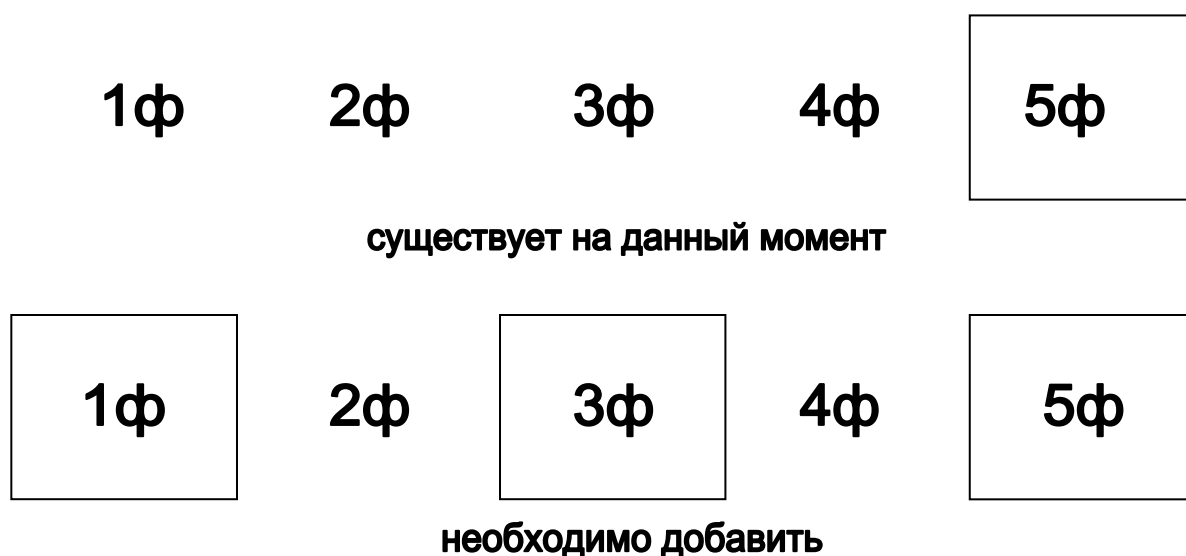 1ф 2ф 3ф 4ф 5ф
существует на данный момент
1ф 2ф 3ф 4ф 5ф
необходимо добавить